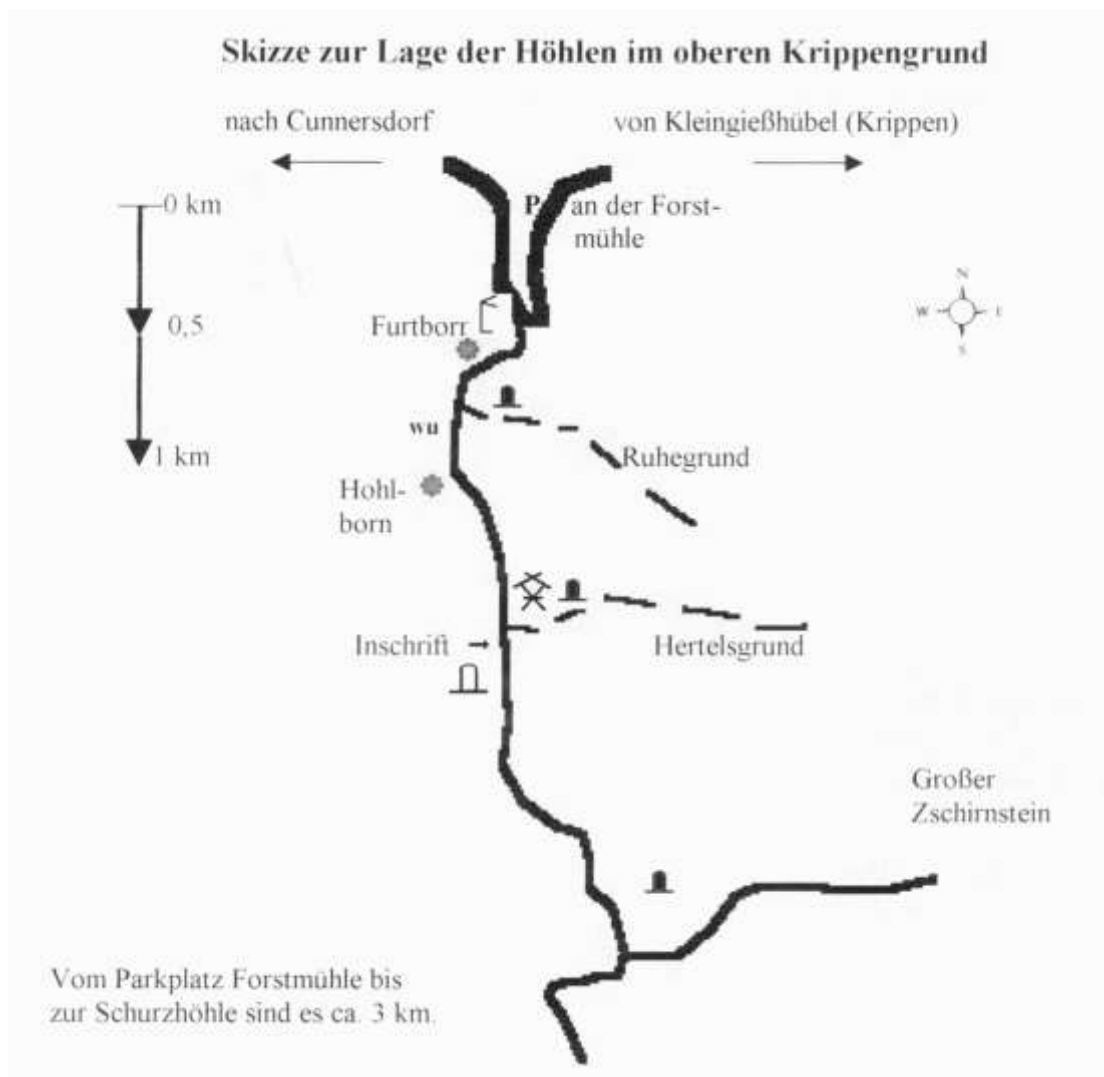 Skizze zur Lage der Höhlen im oberen Krippengrund
nach Cunnersdorf
von Kleingießhübel (Krippen)
0 km
P an der Forst-
mühle
N
W
E
S
Furtborr
0,5
wu
1 km
Ruhegrund
Hohl-
born
Inschrift
Hertelsgrund
Großer
Zschirnstein
Vom Parkplatz Forstmühle bis
zur Schurzhöhle sind es ca. 3 km.